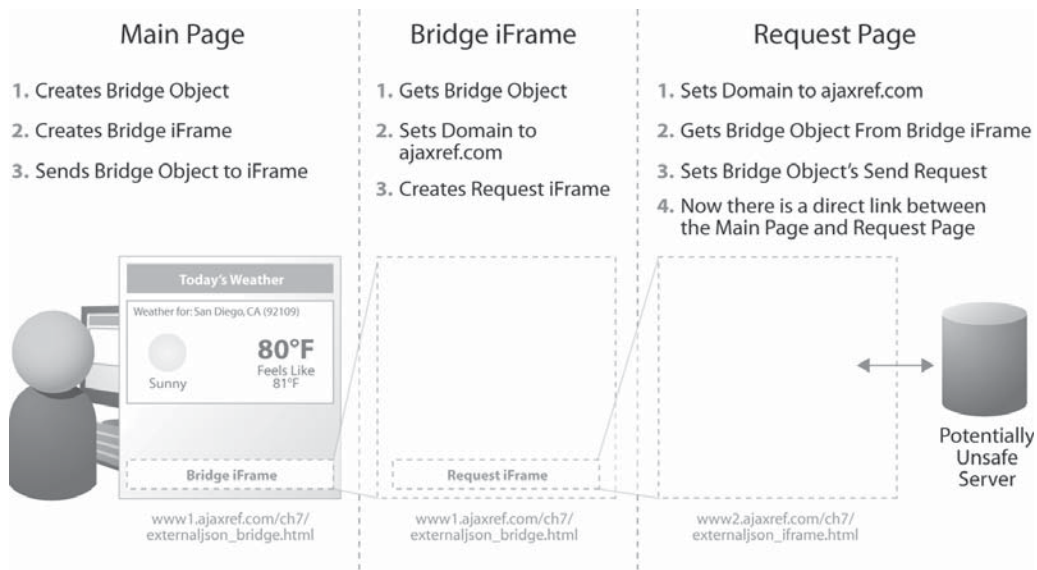 Main Page
1. Creates Bridge Object
2. Creates Bridge iFrame
3. Sends Bridge Object to iFrame
Bridge iFrame
1. Gets Bridge Object
2. Sets Domain to
ajaxref.com
3. Creates Request iFrame
Request Page
1. Sets Domain to ajaxref.com
2. Gets Bridge Object From Bridge iFrame
3. Sets Bridge Object's Send Request
4. Now there is a direct link between
the Main Page and Request Page
Today's Weather
Weather for: San Diego, CA (92109)
Sunny
80°F
Feels Like
81°F
Bridge iFrame
www1.ajaxref.com/ch7/
externaljson_bridge.html
Request iFrame
www1.ajaxref.com/ch7/
externaljson_bridge.html
www2.ajaxref.com/ch7/
externaljson_iframe.html
Potentially
Unsafe
Server